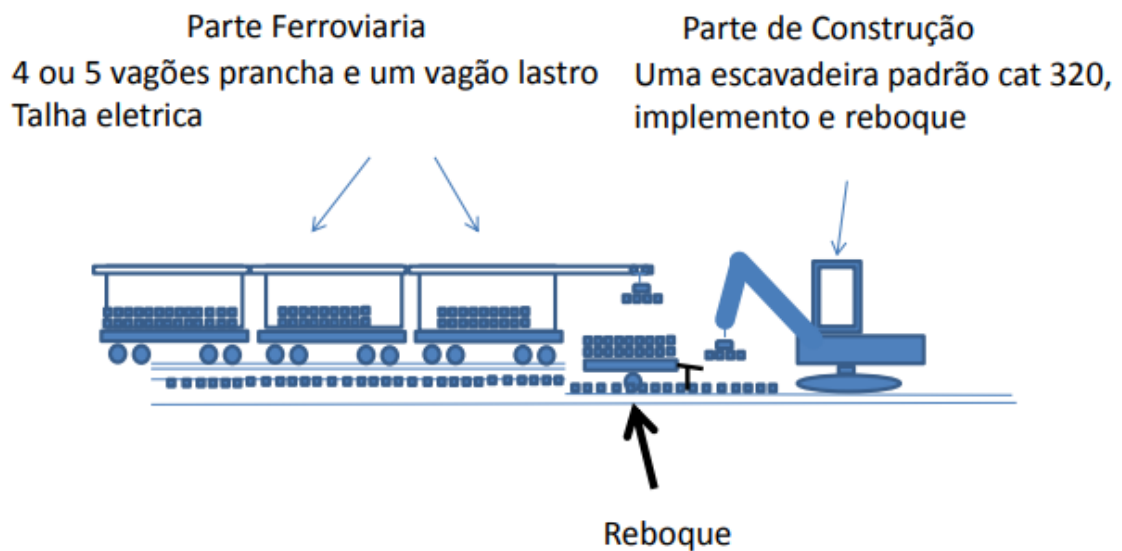 Parte Ferroviaria
4 ou 5 vagões prancha e um vagão lastro
Talha eletrica
Parte de Construção
Uma escavadeira padrão cat 320,
implemento e reboque
Reboque